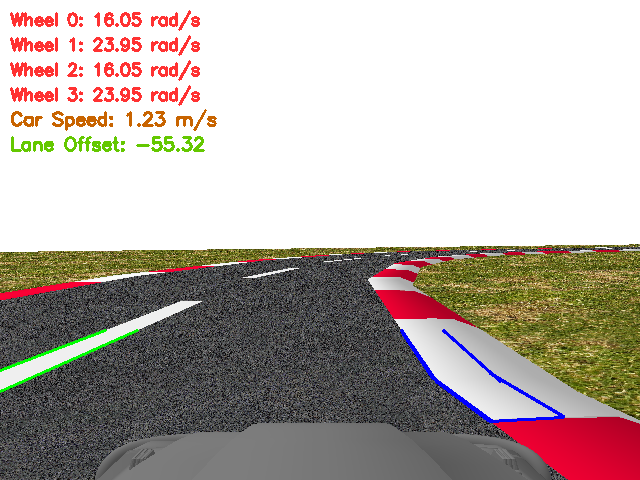 Wheel 0: 16.05 rad/s
Wheel 1: 23.95 rad/s
Wheel 2: 16.05 rad/s
Wheel 3: 23.95 rad/s
Car Speed: 1.23 m/s
Lane Offset: -55.32